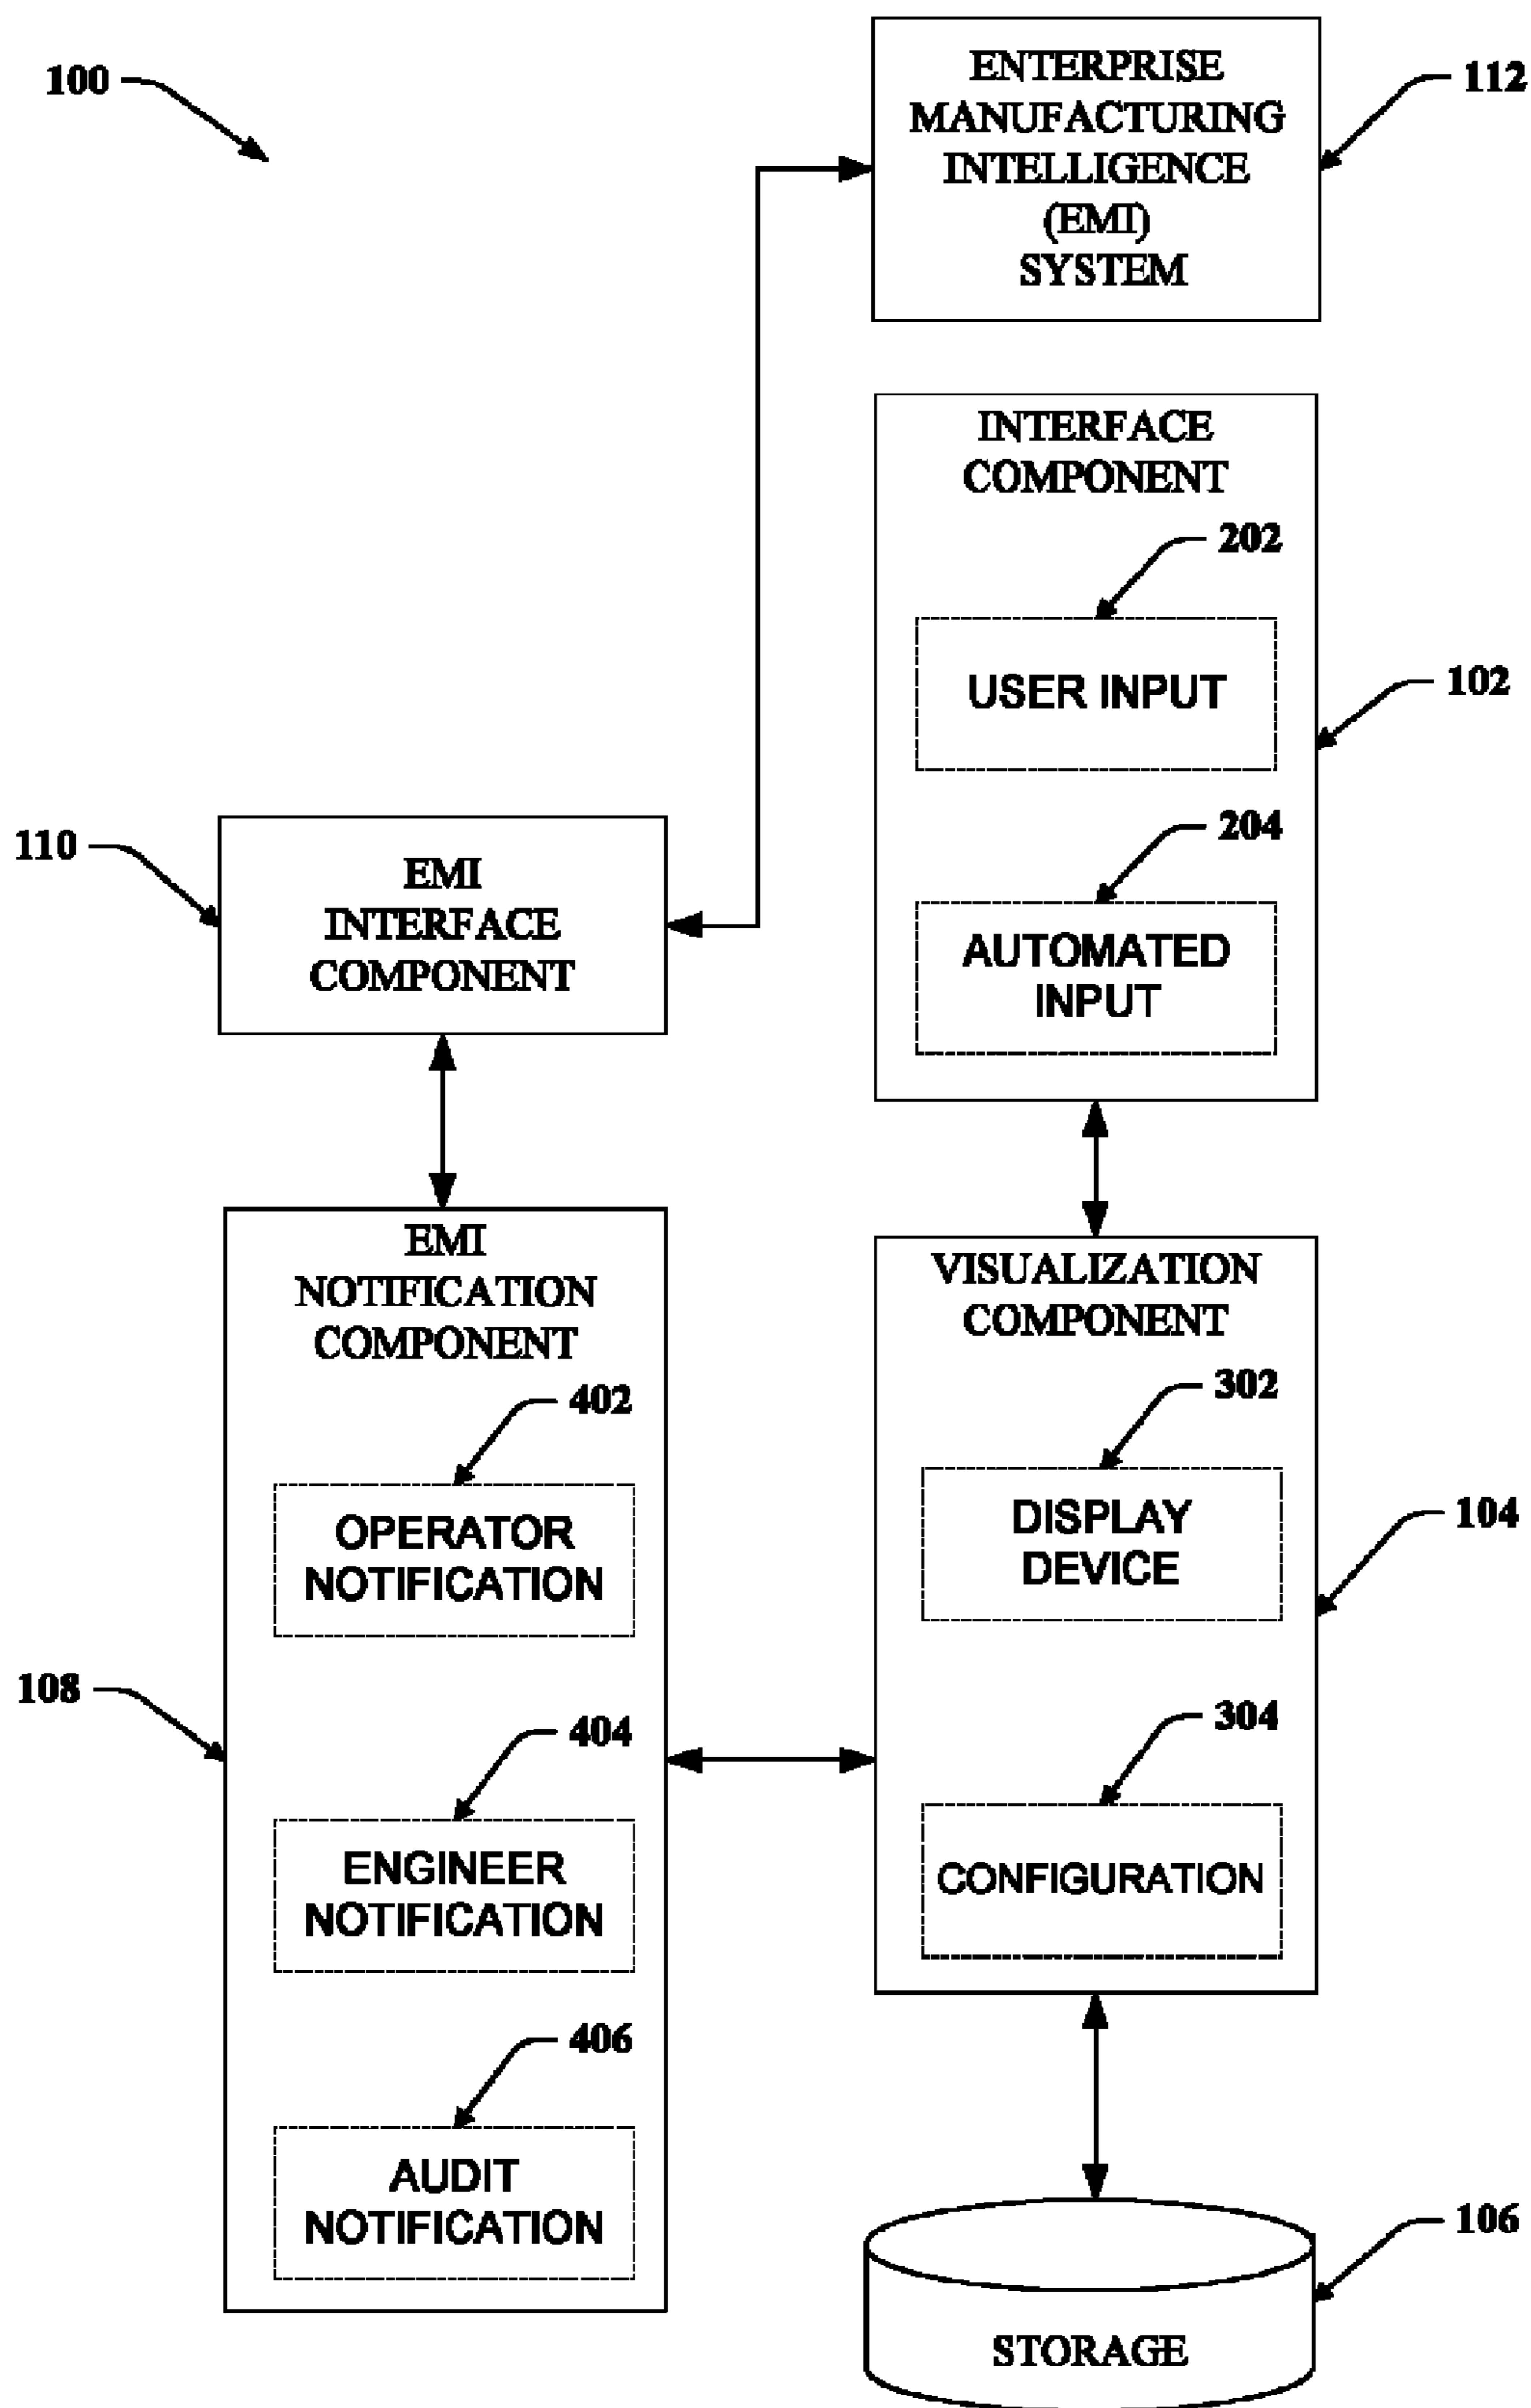 100
ENTERPRISE
MANUFACTURING
INTELLIGENCE
(EMI)
SYSTEM
112
INTERFACE
COMPONENT
202
USER INPUT
102
204
AUTOMATED
INPUT
110
EMI
INTERFACE
COMPONENT
EMI
NOTIFICATION
COMPONENT
402
OPERATOR
NOTIFICATION
108
404
ENGINEER
NOTIFICATION
406
AUDIT
NOTIFICATION
VISUALIZATION
COMPONENT
302
DISPLAY
DEVICE
104
304
CONFIGURATION
106
STORAGE